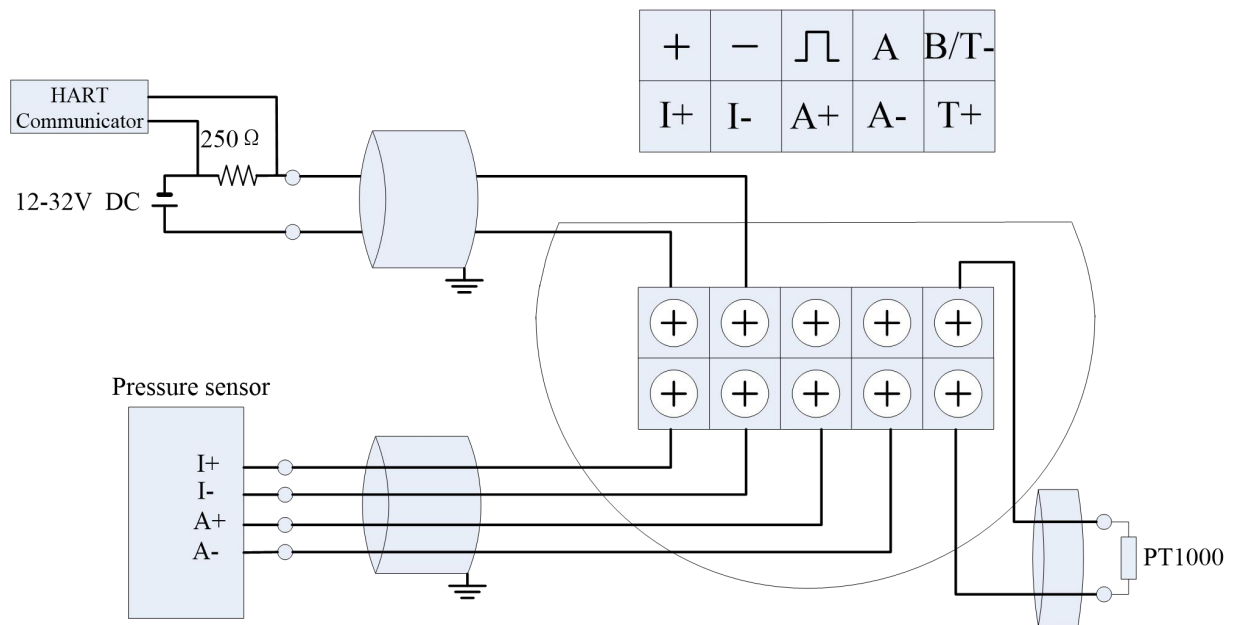 + − A B/T-
I+ I- A+ A- T+
HART
Communicator
250 Ω
12-32V DC
Pressure sensor
I+
I-
A+
A-
PT1000